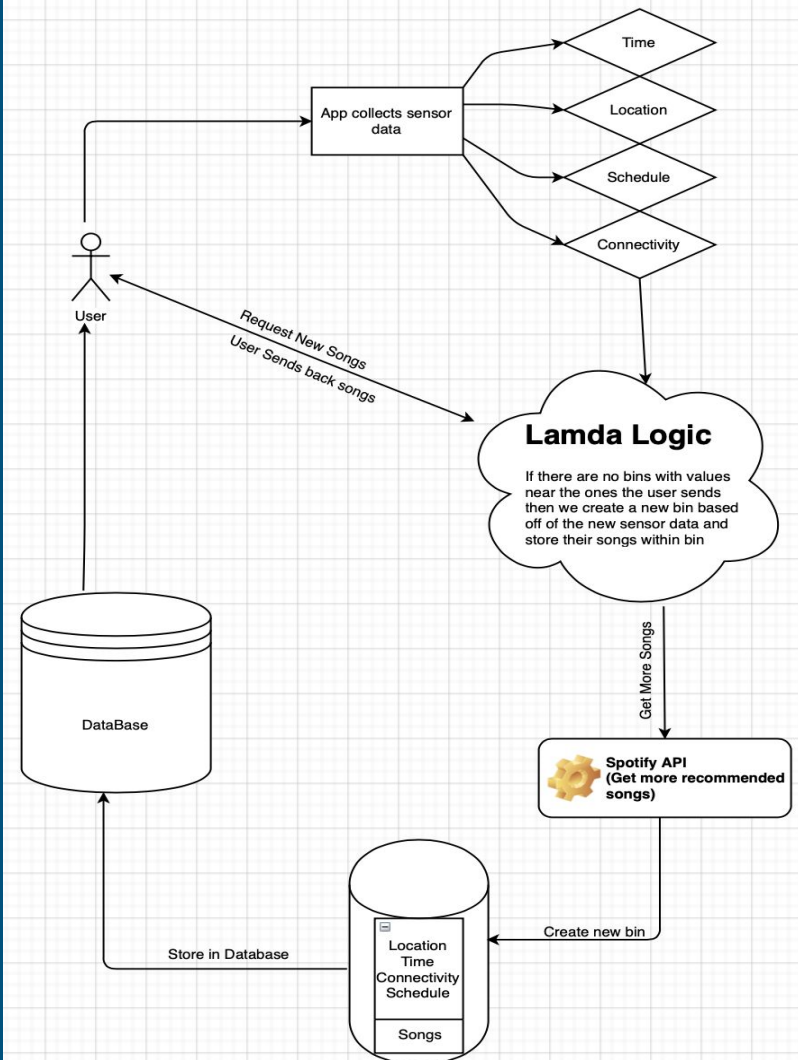 Time
App collects sensor
data
Location
Schedule
Connectivity
User
Request New Songs
User Sends back songs
Lamda Logic
If there are no bins with values
near the ones the user sends
then we create a new bin based
off of the new sensor data and
store their songs within bin
Get More Songs
DataBase
Spotify API
(Get more recommended
songs)
Create new bin
Location
Time
Connectivity
Schedule
Songs
Store in Database